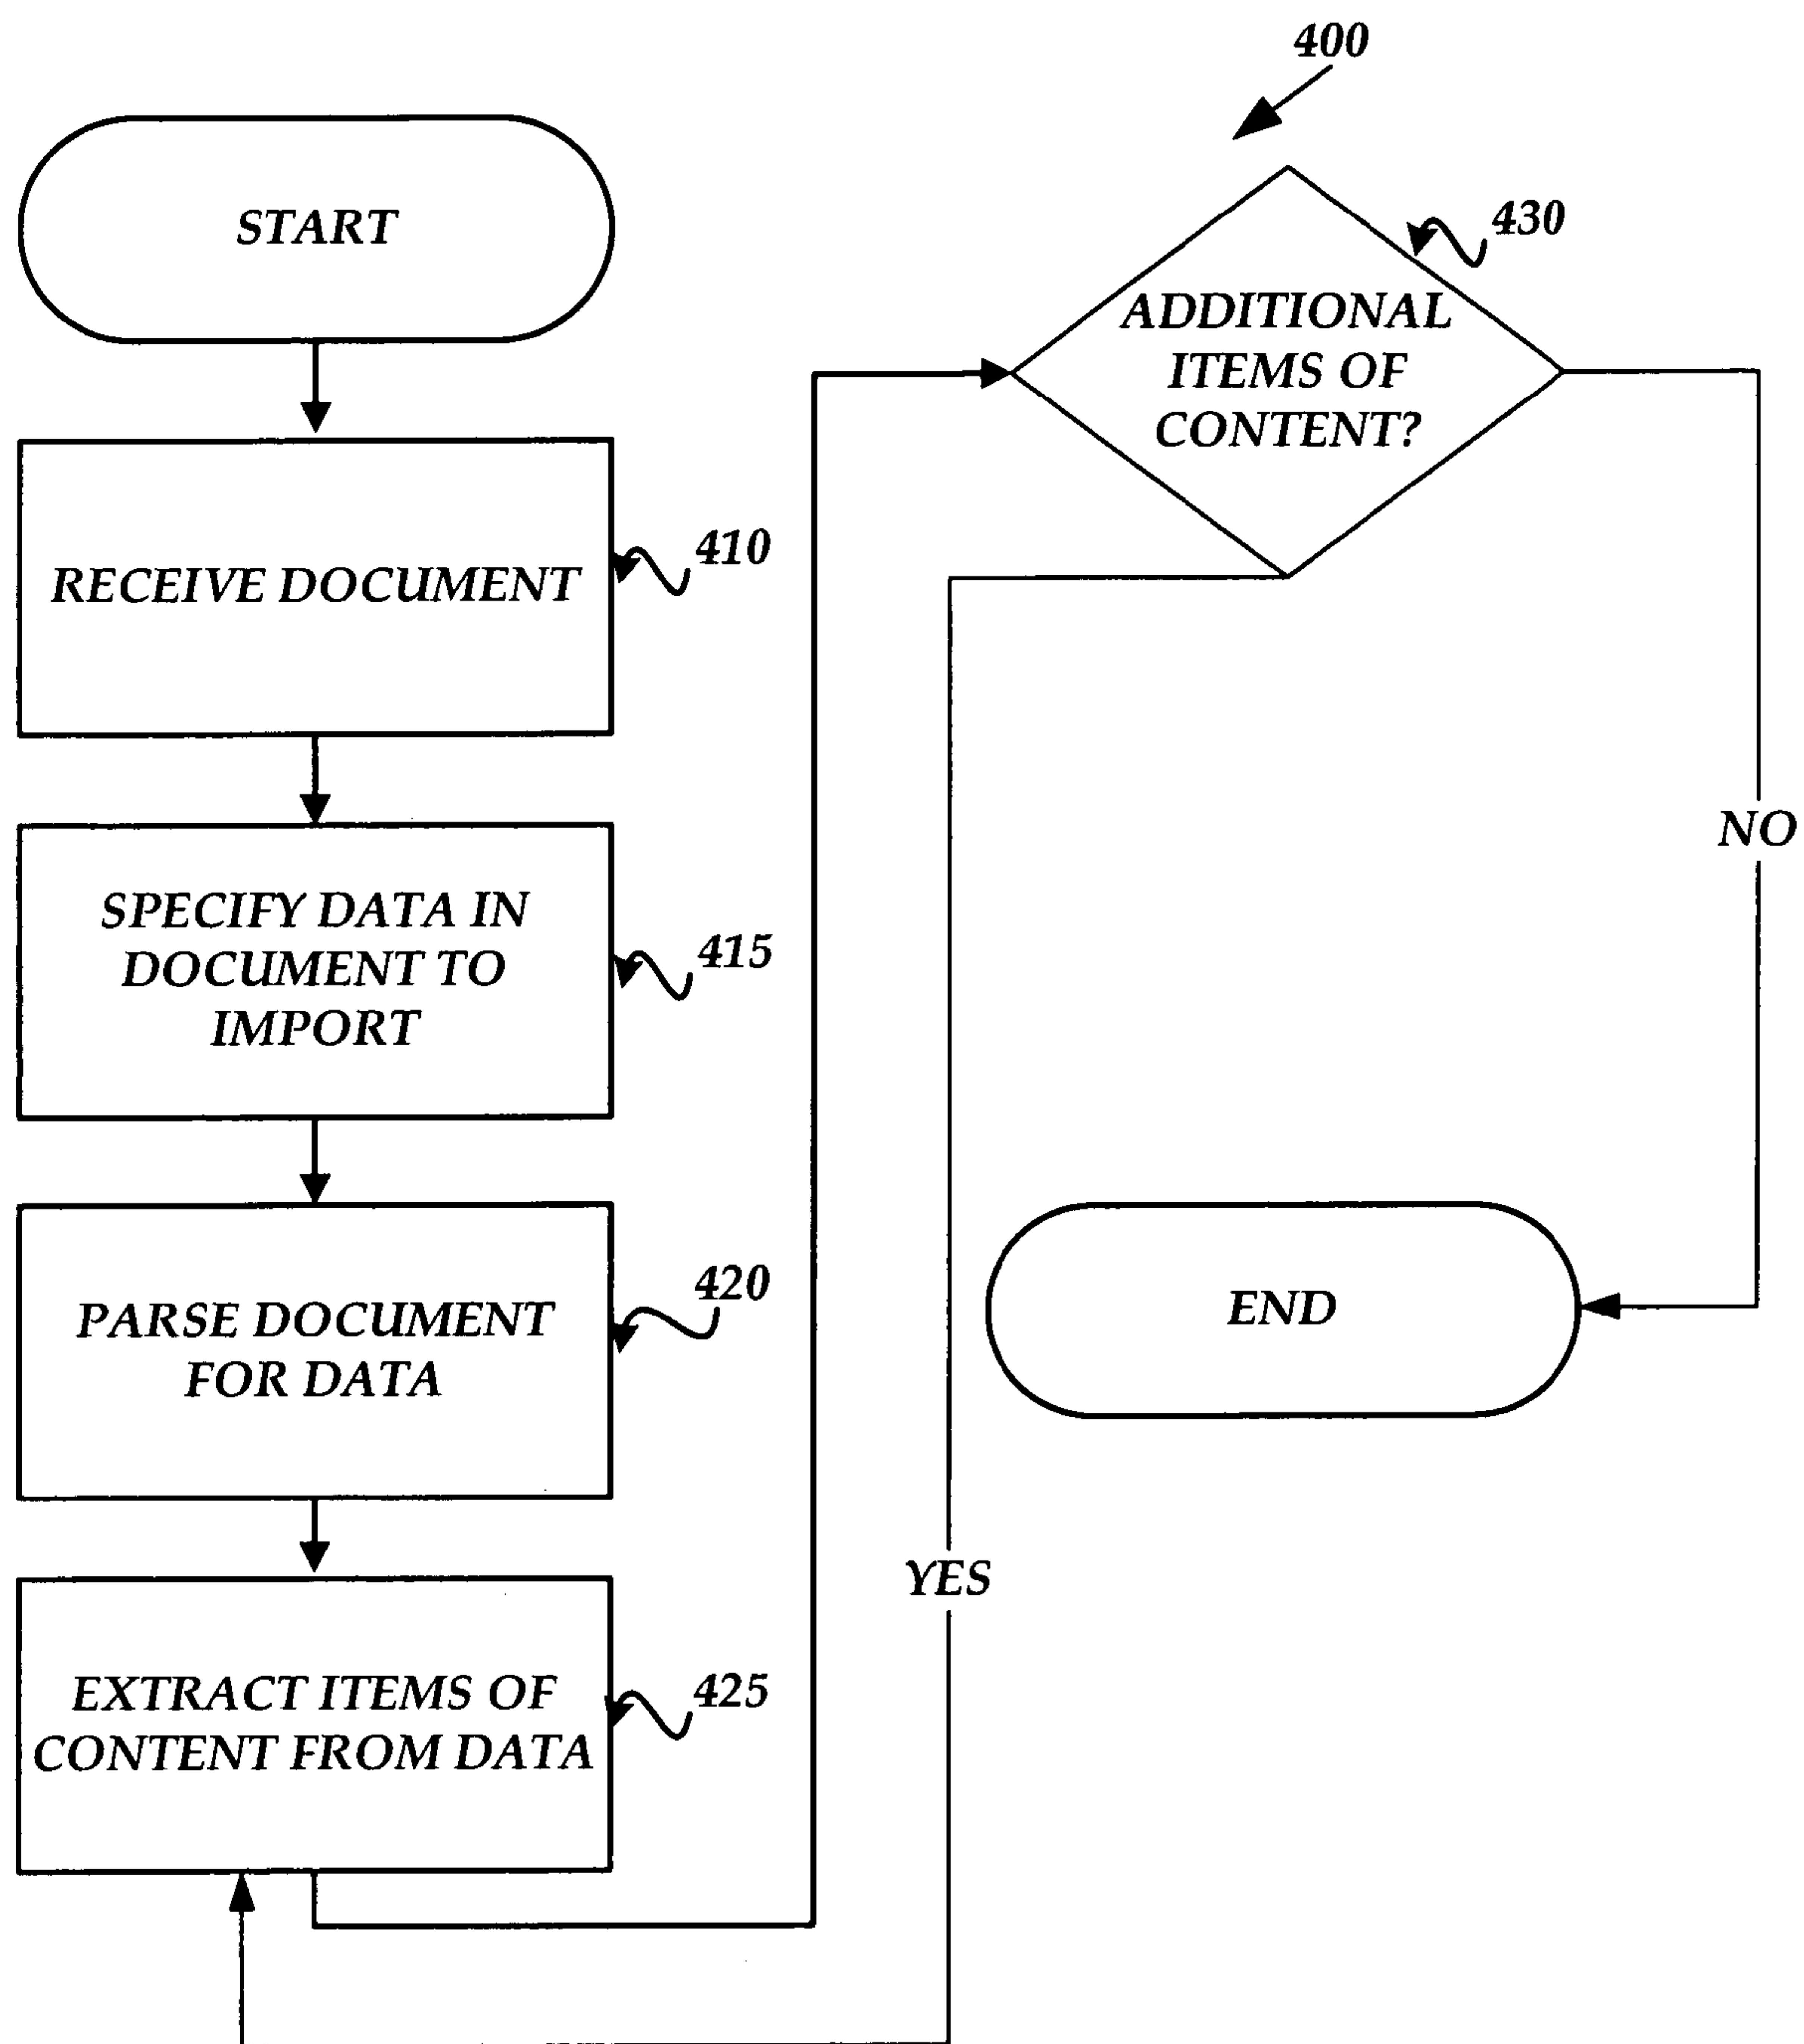 START
RECEIVE DOCUMENT
410
SPECIFY DATA IN
DOCUMENT TO
IMPORT
415
PARSE DOCUMENT
FOR DATA
420
EXTRACT ITEMS OF
CONTENT FROM DATA
425
400
430
ADDITIONAL
ITEMS OF
CONTENT?
NO
YES
END